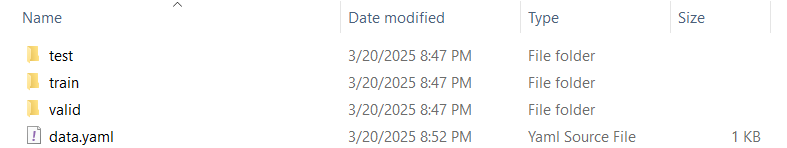 Name Date modified Type Size
test 3/20/2025 8:47 PM File folder
train 3/20/2025 8:47 PM File folder
valid 3/20/2025 8:47 PM File folder
data.yaml 3/20/2025 8:52 PM Yaml Source File 1 KB